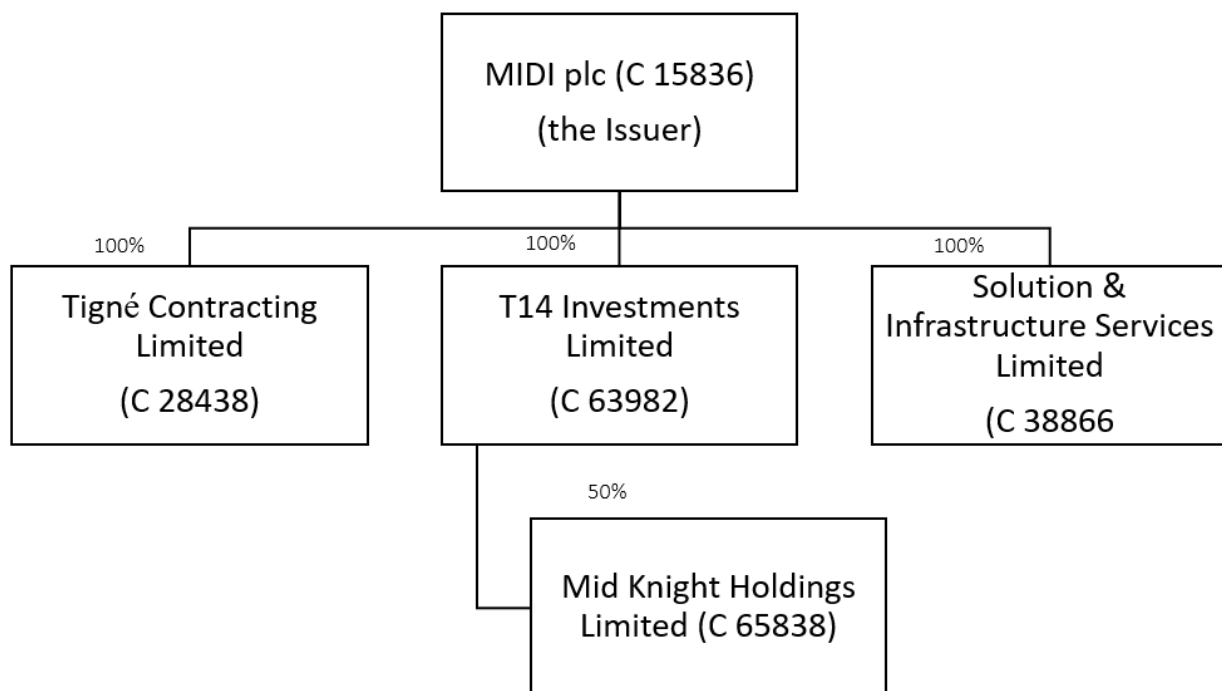 MIDI plc (C 15836)
(the Issuer)
100%
100%
100%
Tigné Contracting
Limited
(C 28438)
T14 Investments
Limited
(C 63982)
Solution &
Infrastructure Services
Limited
(C 38866
50%
Mid Knight Holdings
Limited (C 65838)